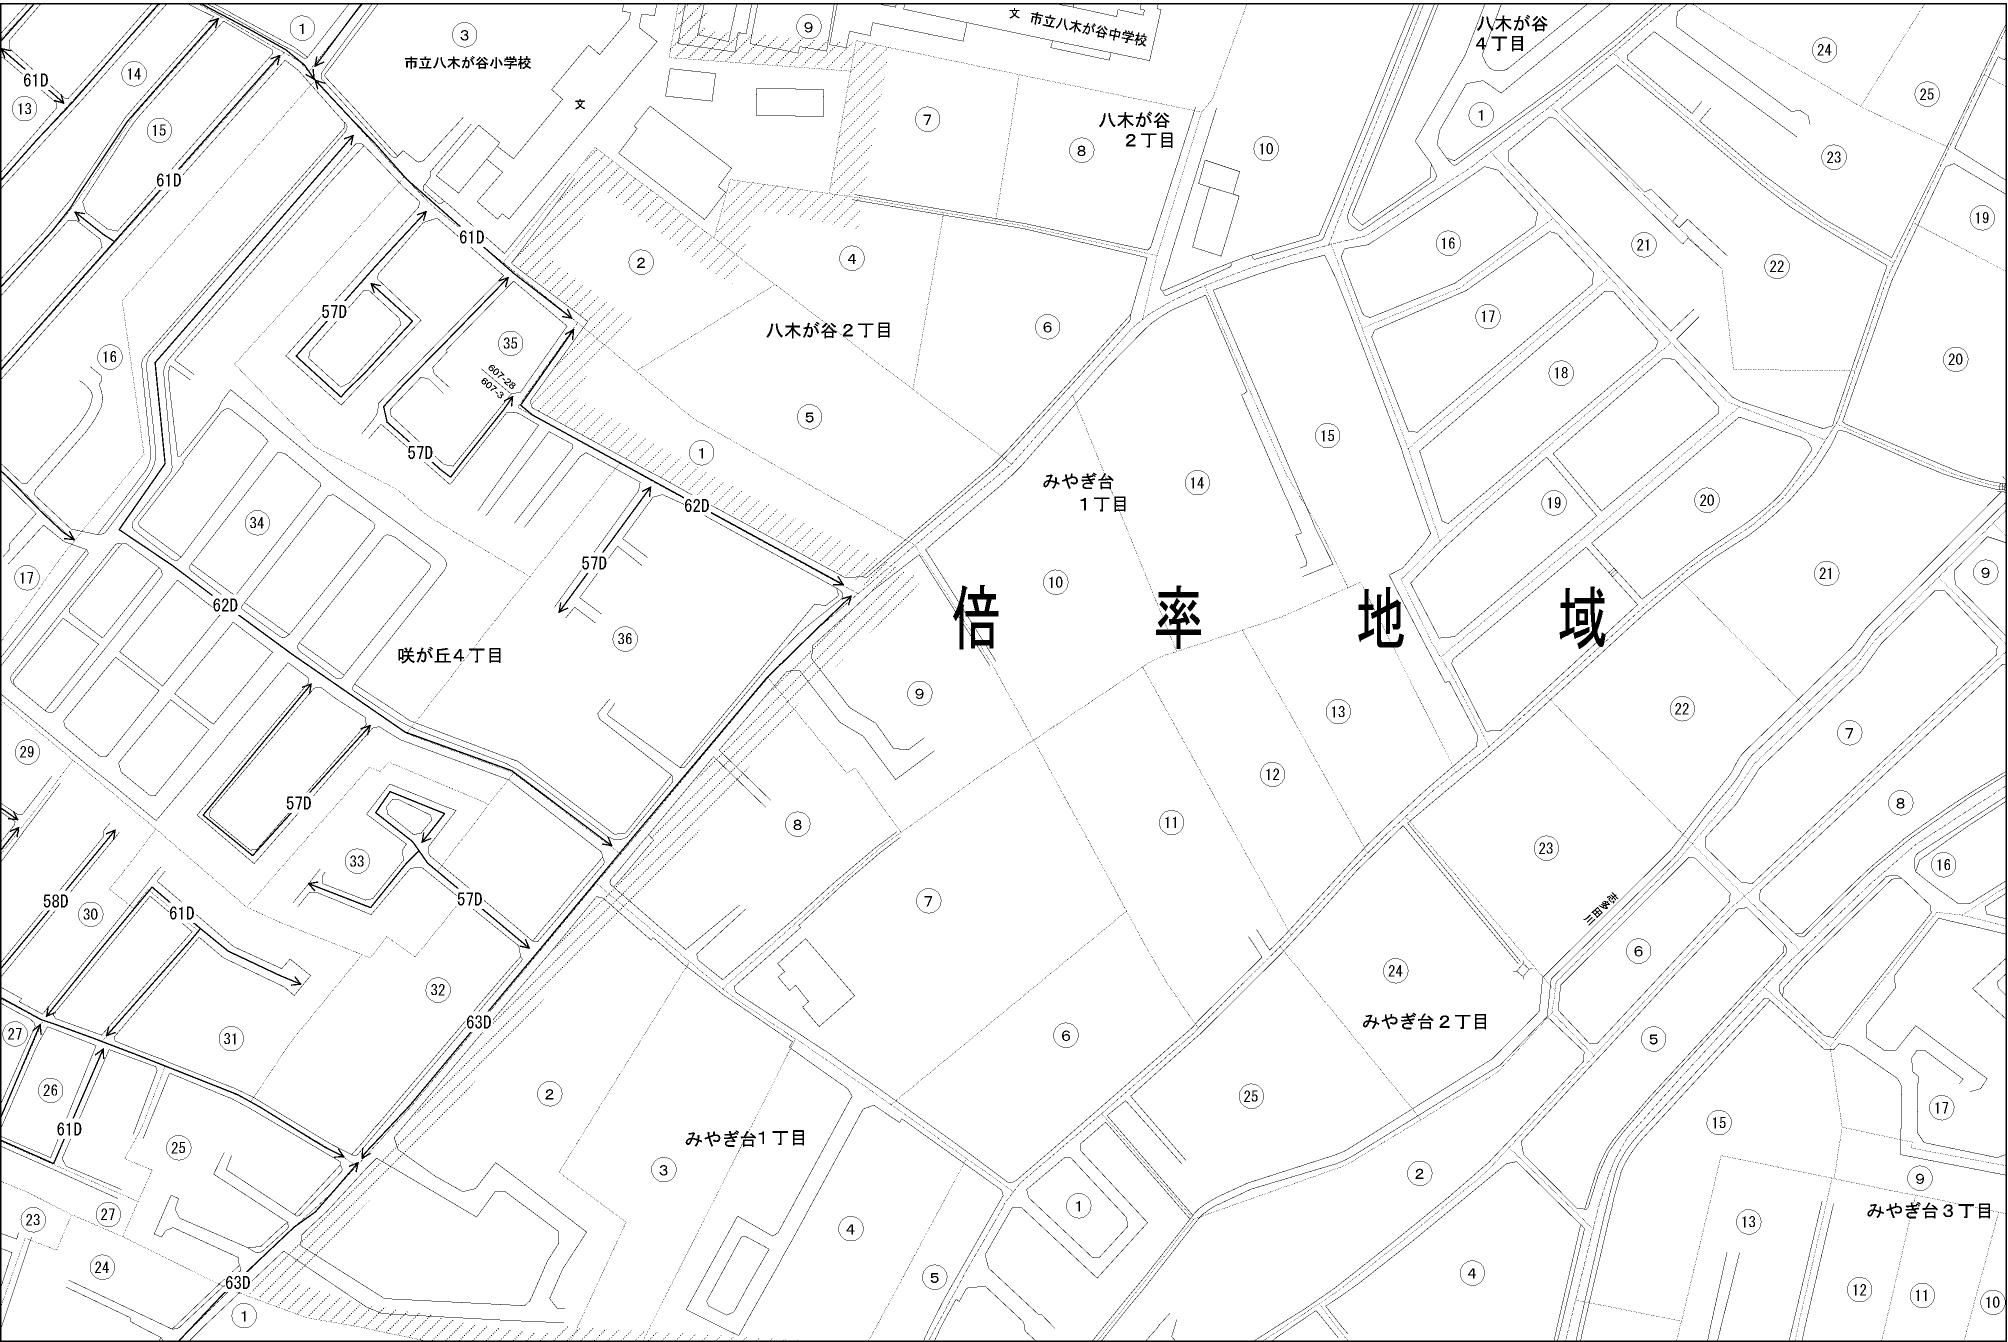 ①
③
市立八木が谷小学校
文
⑨
文
市立八木が谷中学校
八木が谷
4丁目
㉔
㉕
61D
⑬
⑭
⑮
61D
⑦
⑧
八木が谷
2丁目
⑩
①
㉓
⑲
61D
②
④
⑯
㉑
㉒
57D
八木が谷2丁目
⑥
⑰
⑳
⑯
㉟
607-28
607-3
⑱
57D
①
⑤
⑮
みやぎ台
1丁目
⑭
62D
⑲
⑳
㉞
57D
⑰
62D
⑩
㉑
⑨
倍率地域
咲が丘4丁目
㊱
⑨
⑬
㉒
⑦
㉙
57D
⑫
⑧
⑧
⑪
㉝
㉓
⑯
58D
㉚
61D
57D
⑦
三田多壱
⑥
㉜
㉔
63D
みやぎ台2丁目
㉗
㉛
⑥
⑤
㉖
②
㉕
⑰
61D
㉕
みやぎ台1丁目
③
⑮
②
⑨
㉓
㉗
①
④
⑬
みやぎ台3丁目
㉔
63D
①
⑤
④
⑫
⑪
⑩